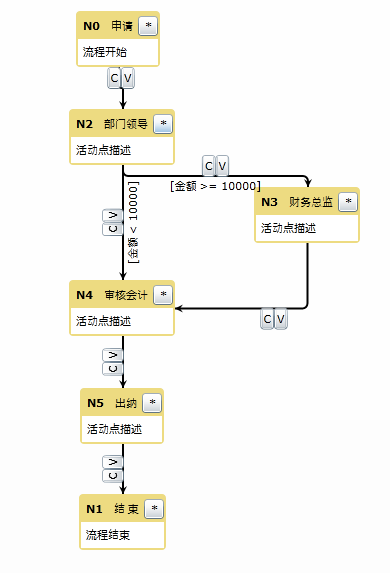 N0 申请 *
流程开始
C V
N2 部门领导 *
活动点描述
C V
[金额 >= 10000]
C V
[金额 < 10000]
N3 财务总监 *
活动点描述
N4 审核会计 *
活动点描述
C V
C V
N5 出纳 *
活动点描述
C V
N1 结束 *
流程结束